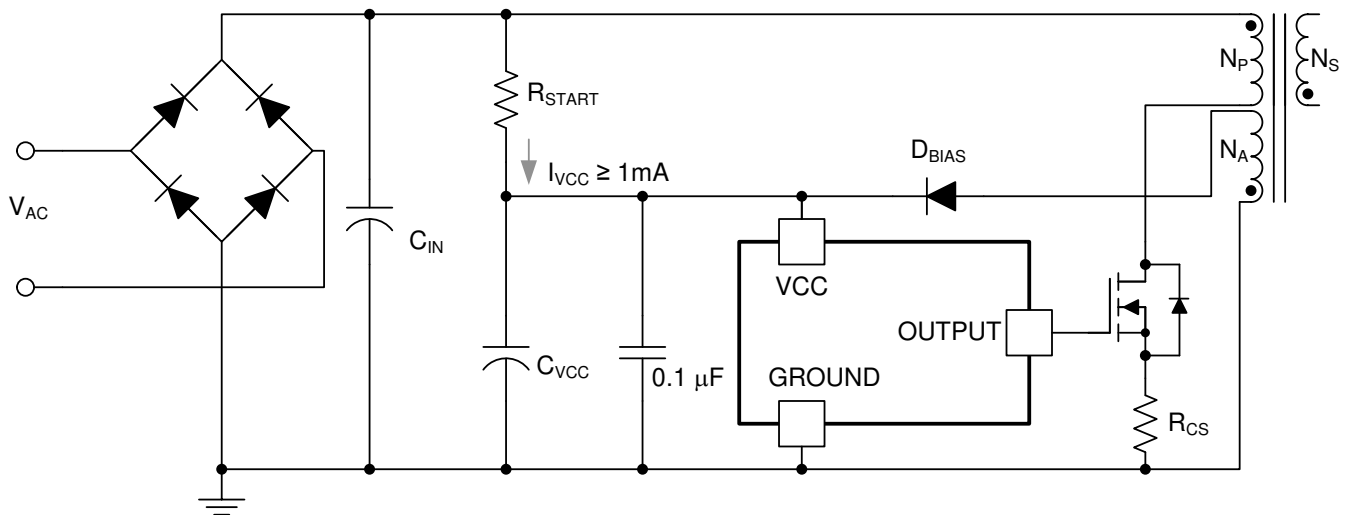 N_P
N_S
R_START
D_BIAS
N_A
I_VCC ≥ 1mA
V_AC
C_IN
VCC
OUTPUT
C_VCC
0.1 μF
GROUND
R_CS